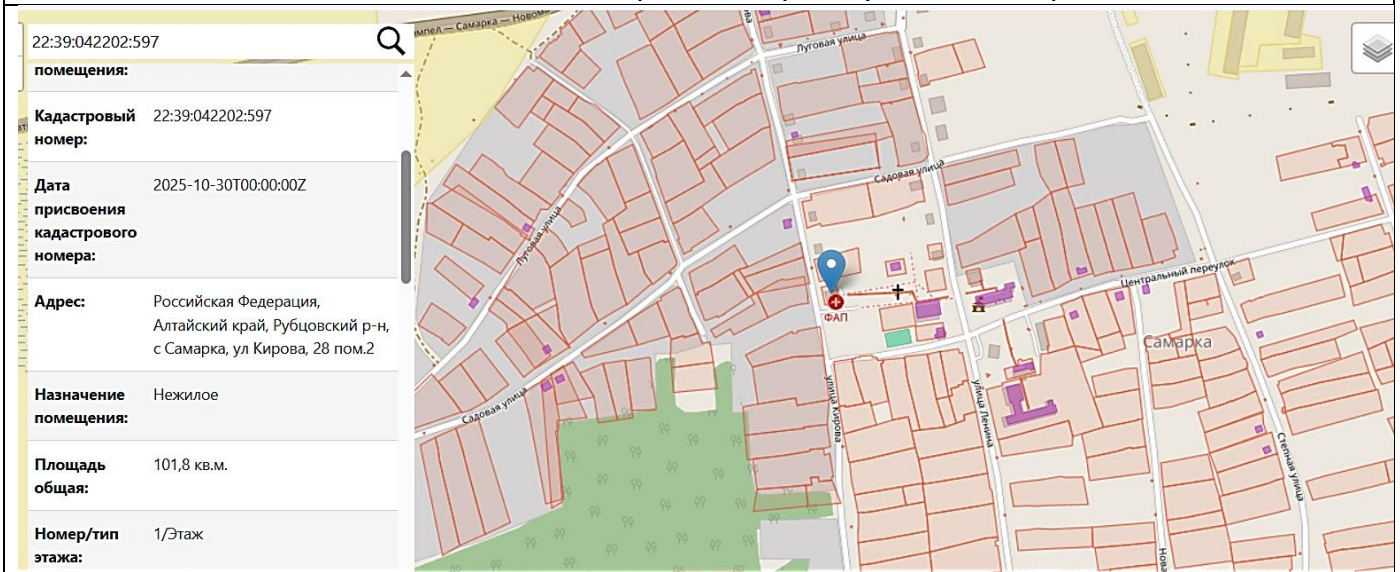 22:39:042202:597
помещения:
Кадастровый
номер:
22:39:042202:597
Дата
присвоения
кадастрового
номера:
2025-10-30T00:00:00Z
Адрес:
Российская Федерация,
Алтайский край, Рубцовский р-н,
с Самарка, ул Кирова, 28 пом.2
Назначение
помещения:
Нежилое
Площадь
общая:
101,8 кв.м.
Номер/тип
этажа:
1/Этаж
Самарка —
Луговая улица
Садовая улица
Луговая улица
Центральный переулок
ФАП
Самарка
Садовая улица
улица Кирова
улица Ленина
Степная улица